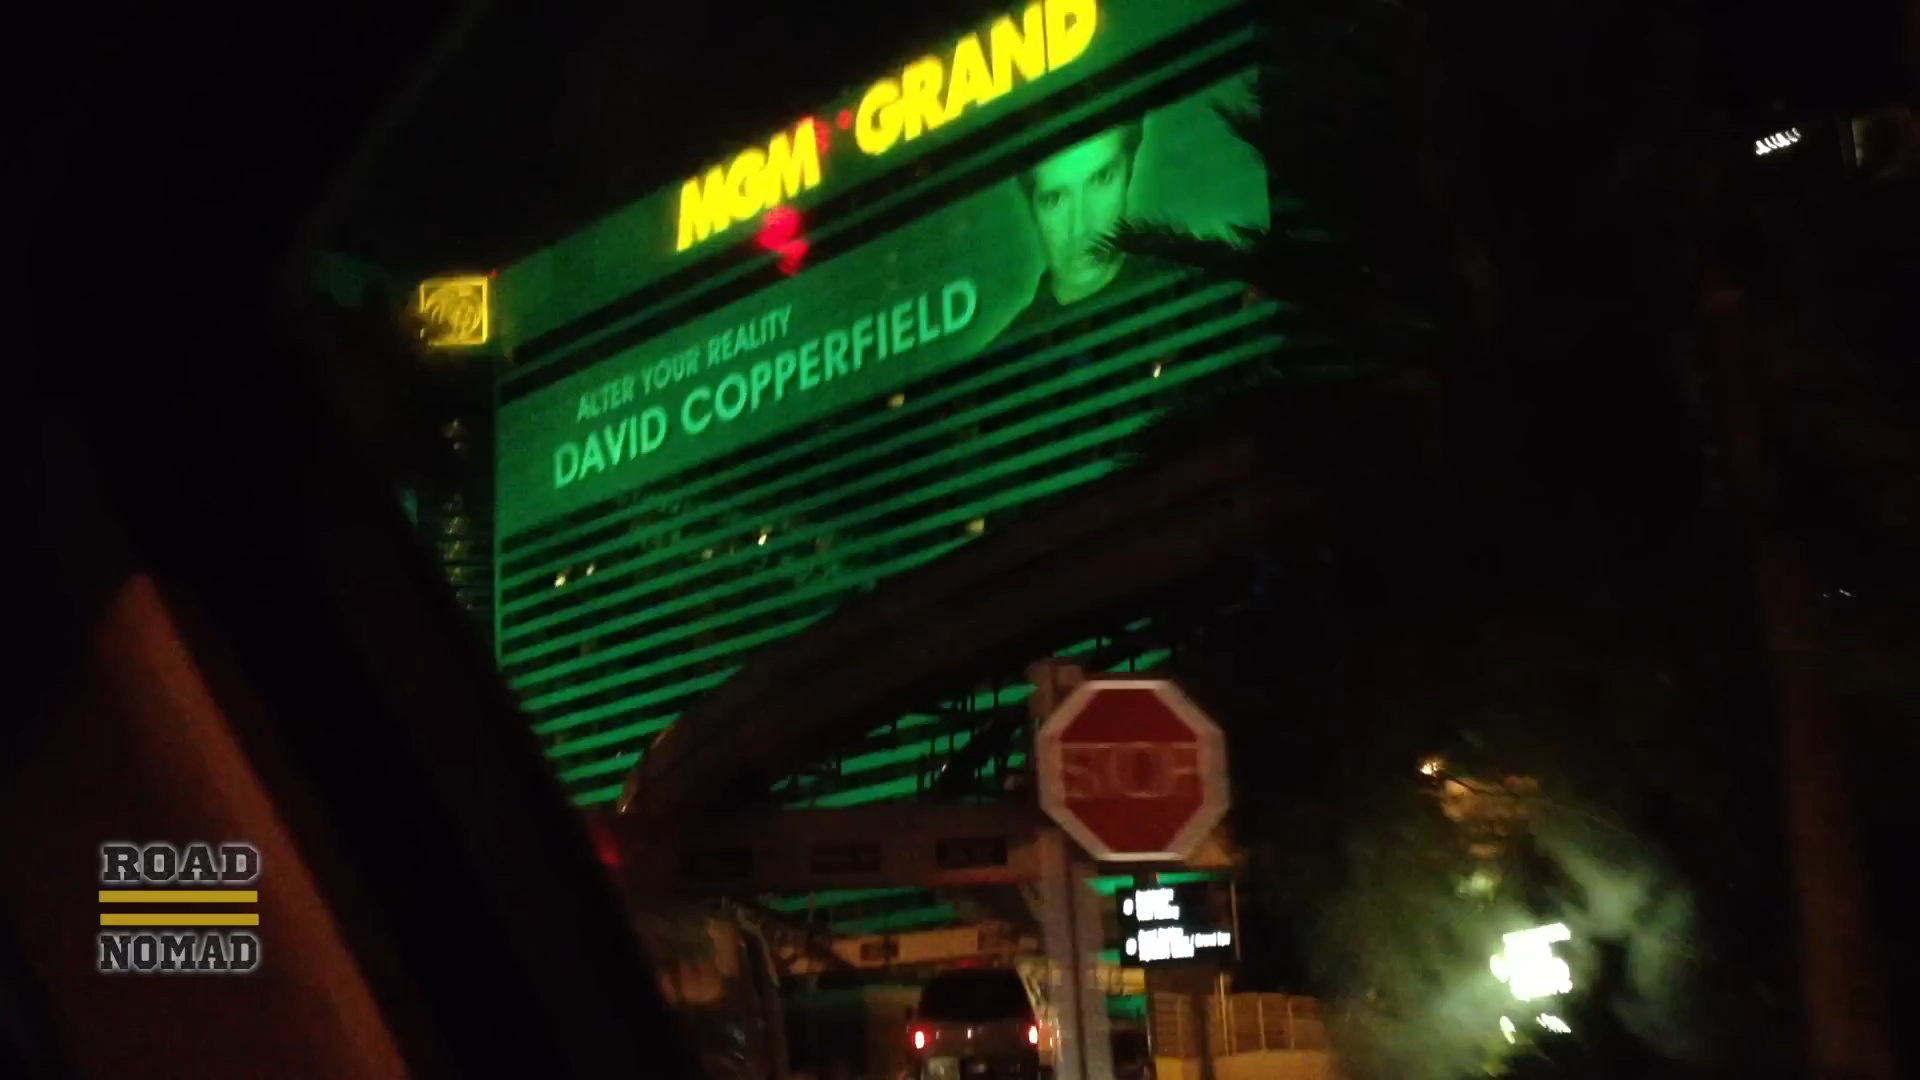 MGM GRAND
ALTER YOUR REALITY
DAVID COPPERFIELD
STOP
ROAD
NOMAD